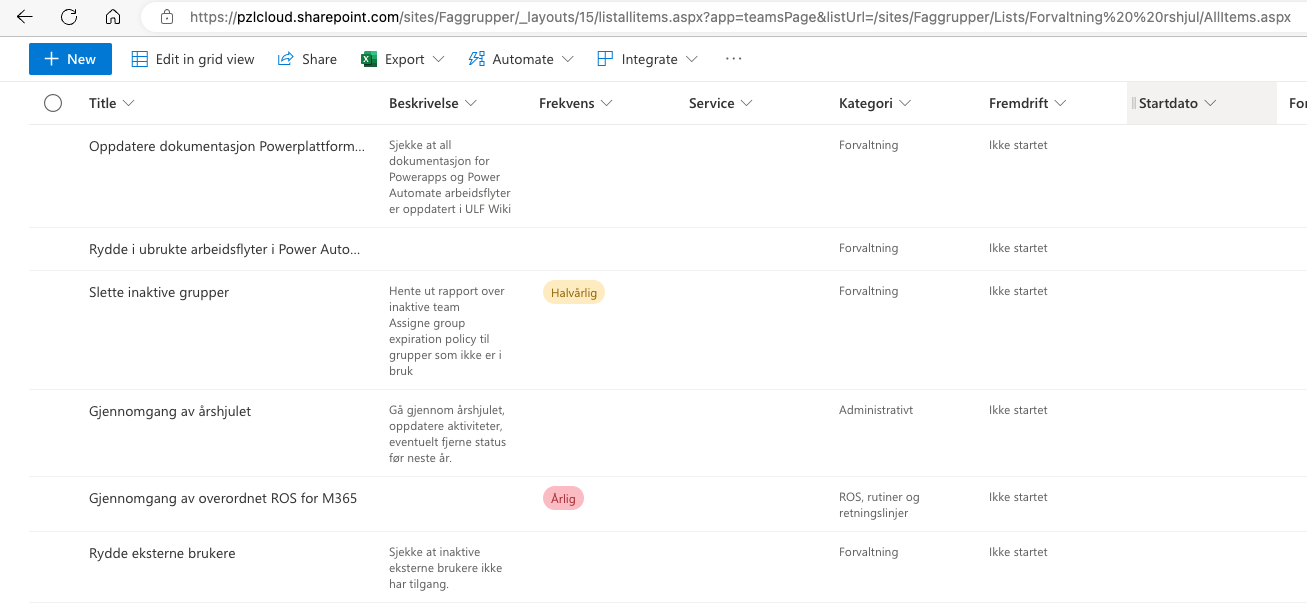 https://pzlcloud.sharepoint.com/sites/Faggrupper/_layouts/15/listallitems.aspx?app=teamsPage&listUrl=/sites/Faggrupper/Lists/Forvaltning%20%20rshjul/AllItems.aspx
New Edit in grid view Share Export Automate Integrate ...
Title Beskrivelse Frekvens Service Kategori Fremdrift Startdato For
Oppdatere dokumentasjon Powerplattform... Sjekke at all Forvaltning Ikke startet
dokumentasjon for
Powerapps og Power
Automate arbeidsflyter
er oppdatert i ULF Wiki
Rydde i ubrukte arbeidsflyter i Power Auto... Forvaltning Ikke startet
Slette inaktive grupper Hente ut rapport over Halvårlig Forvaltning Ikke startet
inaktive team
Assigne group
expiration policy til
grupper som ikke er i
bruk
Gjennomgang av årshjulet Gå gjennom årshjulet, Administrativt Ikke startet
oppdatere aktiviteter,
eventuelt fjerne status
før neste år.
Gjennomgang av overordnet ROS for M365 Årlig ROS, rutiner og Ikke startet
retningslinjer
Rydde eksterne brukere Sjekke at inaktive Forvaltning Ikke startet
eksterne brukere ikke
har tilgang.